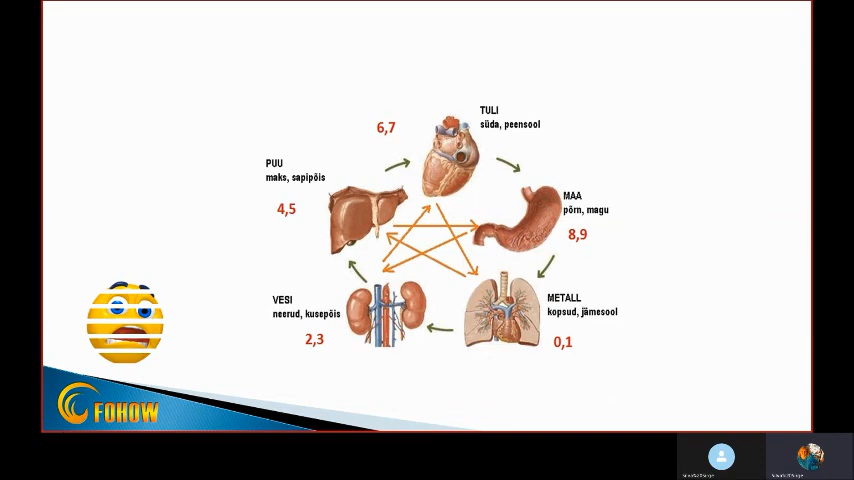 TULI
süda, peensool
6,7
PUU
maks, sapipõis
4,5
MAA
põrn, magu
8,9
METALL
kopsud, jämesool
0,1
VESI
neerud, kusepõis
2,3
FOHOW